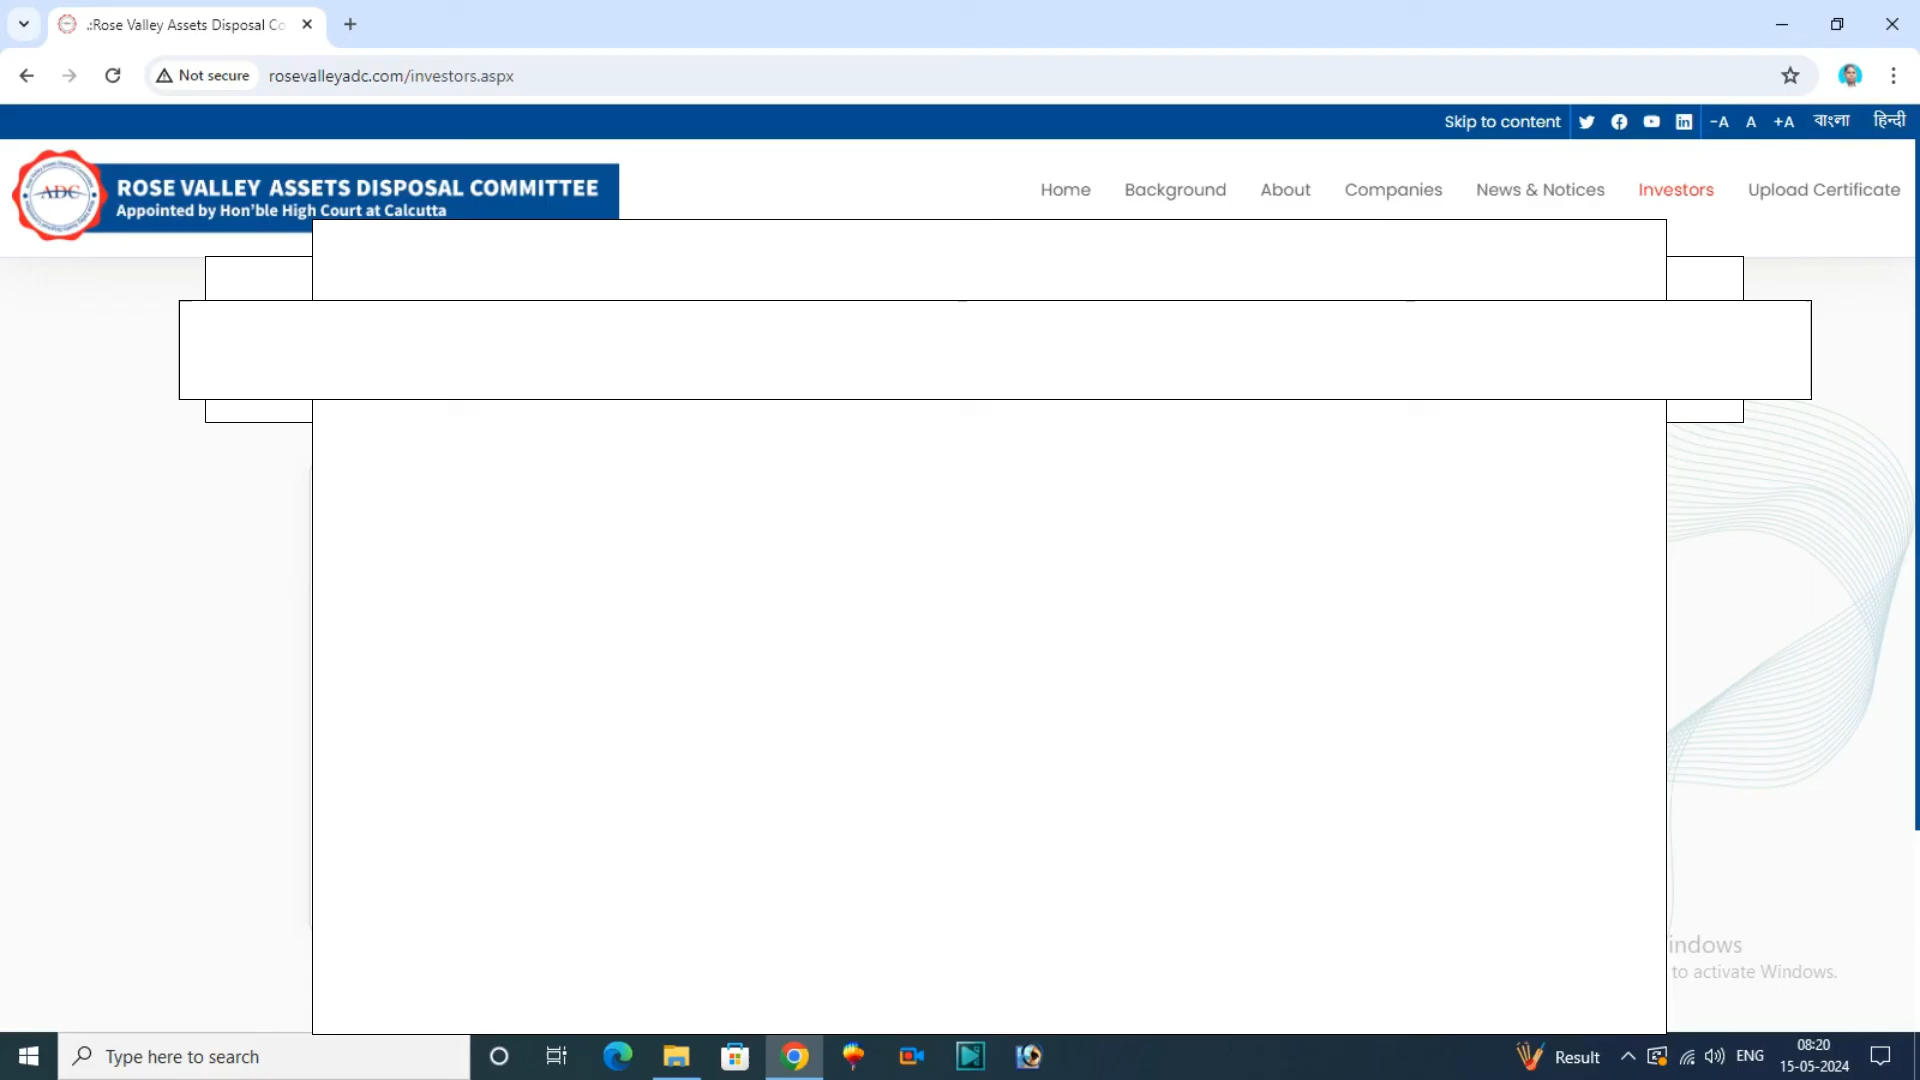 .:Rose Valley Assets Disposal Co
Not secure
rosevalleyadc.com/investors.aspx
Skip to content
-A A +A বাংলা हिन्दी
ADC
ROSE VALLEY ASSETS DISPOSAL COMMITTEE
Appointed by Hon'ble High Court at Calcutta
Home Background About Companies News & Notices Investors Upload Certificate
indows
to activate Windows.
Type here to search
Result
ENG
08:20
15-05-2024